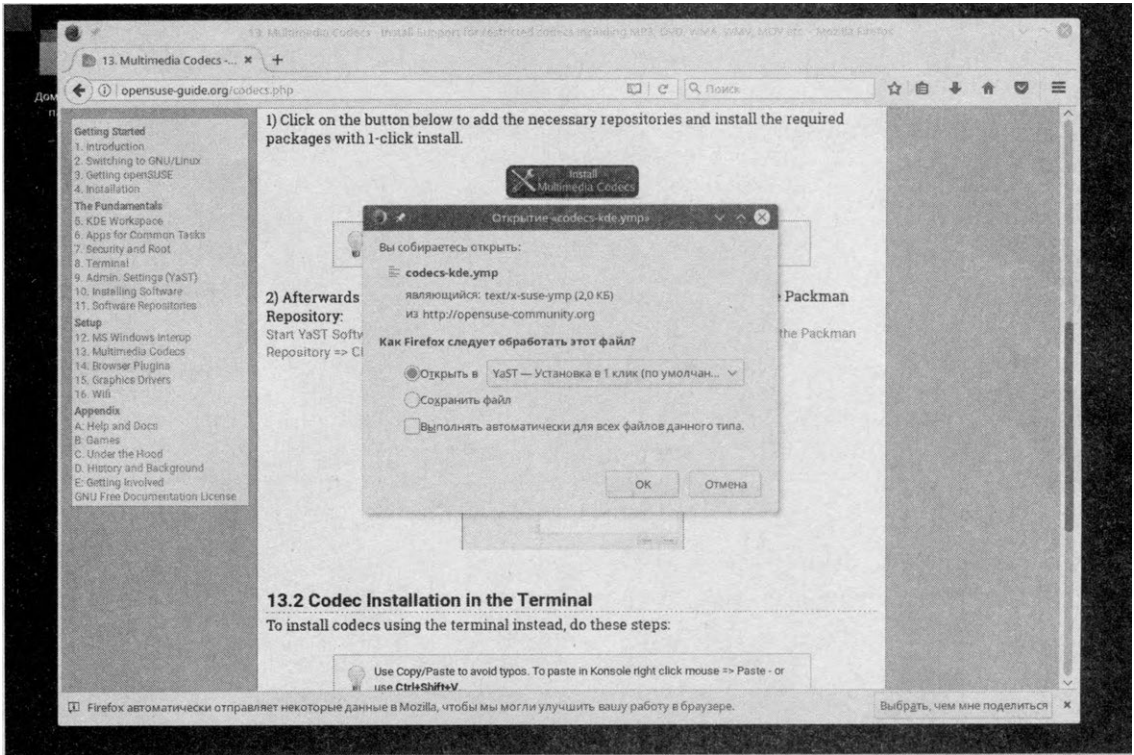 13. Multimedia Codecs - Install Support for restricted codecs including MP3, DVD, WMA, WMV, MOV etc - Mozilla Firefox
13. Multimedia Codecs -...
opensuse-guide.org/codecs.php
Поиск
Дом
п
Getting Started
1. Introduction
2. Switching to GNU/Linux
3. Getting openSUSE
4. Installation
The Fundamentals
5. KDE Workspace
6. Apps for Common Tasks
7. Security and Root
8. Terminal
9. Admin. Settings (YaST)
10. Installing Software
11. Software Repositories
Setup
12. MS Windows Interop
13. Multimedia Codecs
14. Browser Plugins
15. Graphics Drivers
16. Wifi
Appendix
A: Help and Docs
B: Games
C. Under the Hood
D. History and Background
E: Getting Involved
GNU Free Documentation License
1) Click on the button below to add the necessary repositories and install the required
packages with 1-click install.
Install
Multimedia Codecs
2) Afterwards
Packman
Repository:
Start YaST Softw
the Packman
Repository => Cl
Открытие «codecs-kde.ymp»
Вы собираетесь открыть:
codecs-kde.ymp
являющийся: text/x-suse-ymp (2,0 КБ)
из http://opensuse-community.org
Как Firefox следует обработать этот файл?
Открыть в YaST — Установка в 1 клик (по умолчан...
Сохранить файл
Выполнять автоматически для всех файлов данного типа.
ОК
Отмена
13.2 Codec Installation in the Terminal
To install codecs using the terminal instead, do these steps:
Use Copy/Paste to avoid typos. To paste in Konsole right click mouse => Paste - or
use Ctrl+Shift+V.
Firefox автоматически отправляет некоторые данные в Mozilla, чтобы мы могли улучшить вашу работу в браузере.
Выбрать, чем мне поделиться